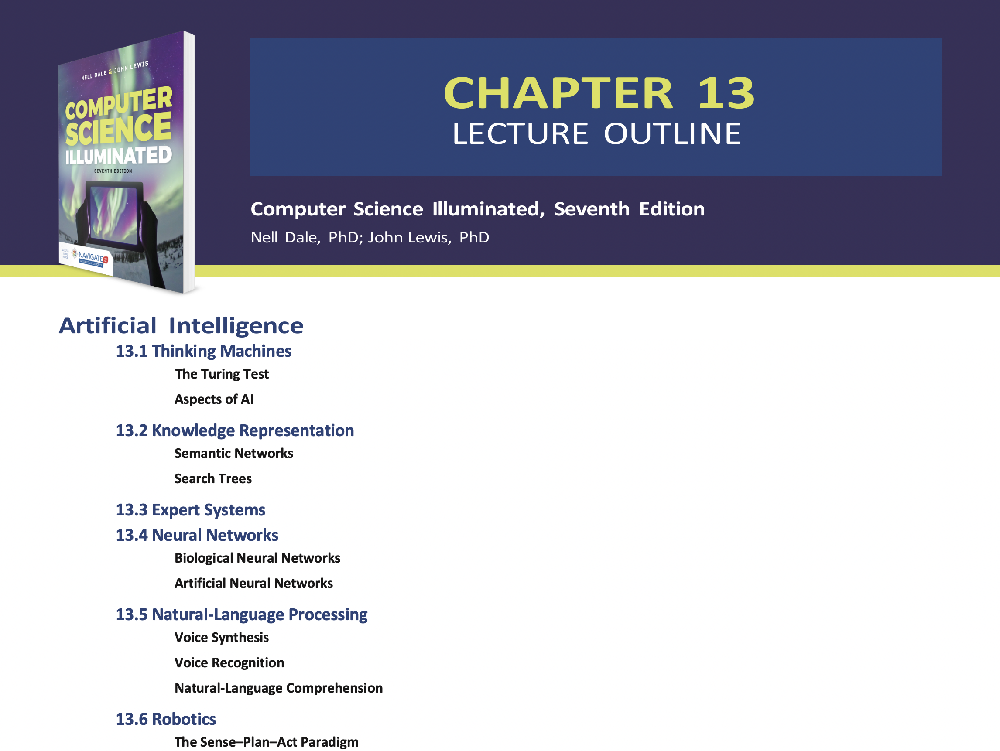 NELL DALE & JOHN LEWIS
COMPUTER
SCIENCE
ILLUMINATED
SEVENTH EDITION
ACCESS
CODE
INSIDE
NAVIGATE 2
ADVANTAGE ACCESS
CHAPTER 13
LECTURE OUTLINE
Computer Science Illuminated, Seventh Edition
Nell Dale, PhD; John Lewis, PhD
Artificial Intelligence
13.1 Thinking Machines
The Turing Test
Aspects of AI
13.2 Knowledge Representation
Semantic Networks
Search Trees
13.3 Expert Systems
13.4 Neural Networks
Biological Neural Networks
Artificial Neural Networks
13.5 Natural-Language Processing
Voice Synthesis
Voice Recognition
Natural-Language Comprehension
13.6 Robotics
The Sense–Plan–Act Paradigm